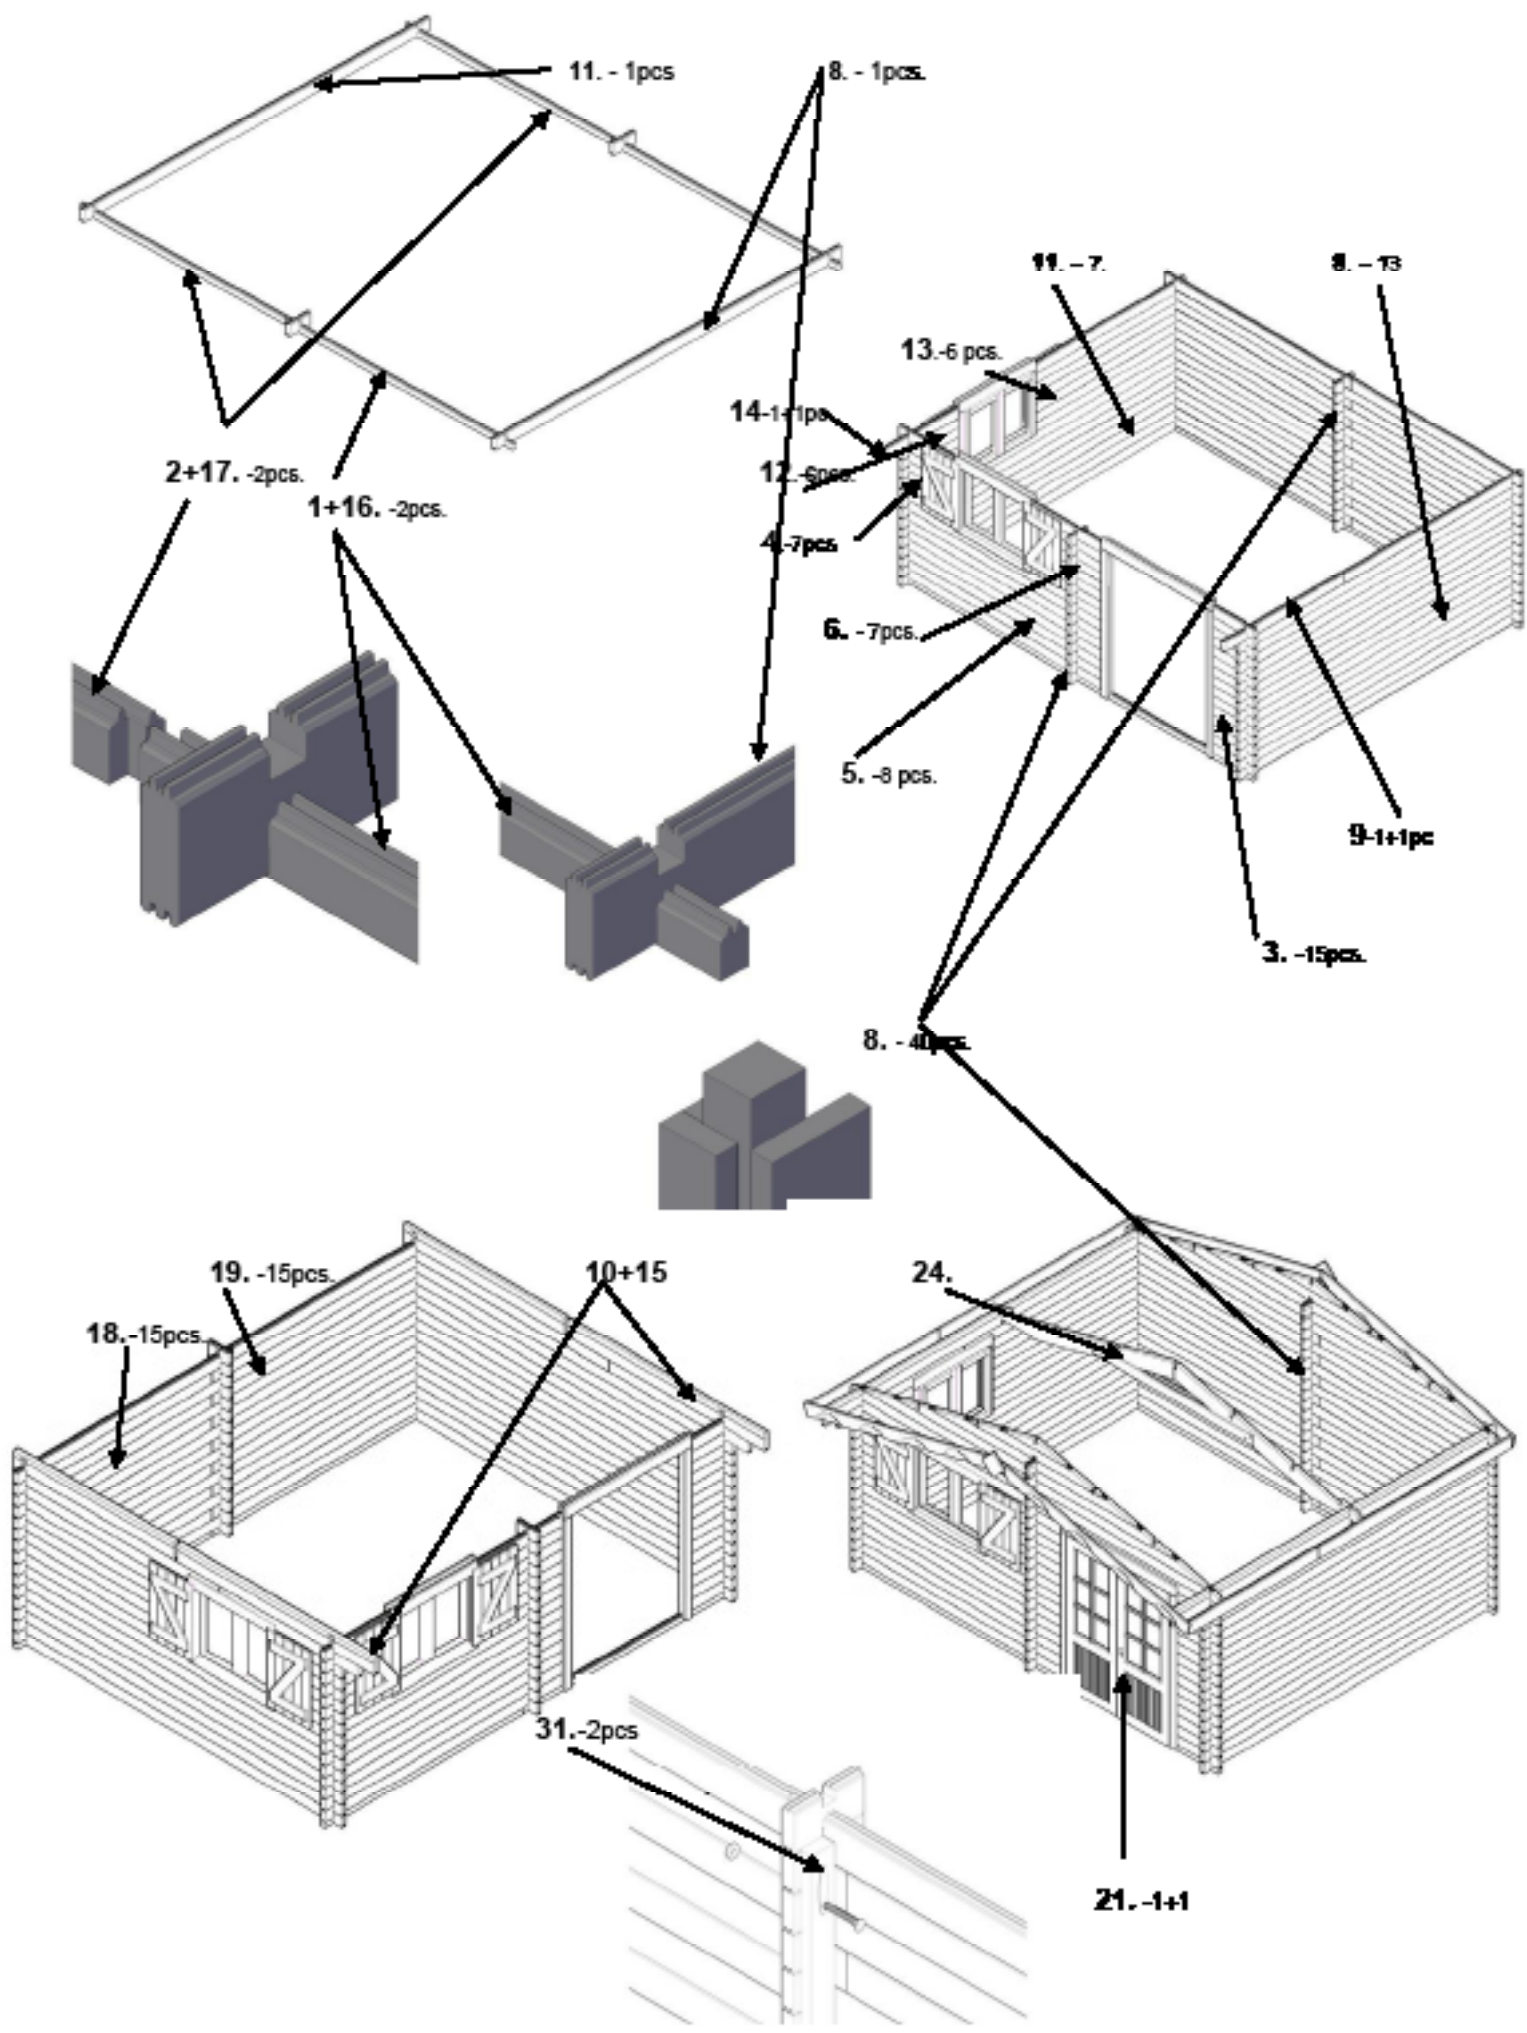 11. - 1pcs
8. - 1pcs.
11. – 7.
8. – 13
13.-6 pcs.
14-1+1pc
12.-6pcs.
2+17. -2pcs.
1+16. -2pcs.
4.-7pcs
6. -7pcs.
5. -8 pcs.
9-1+1pc
3. -15pcs.
8. - 40pcs.
19. -15pcs.
10+15
24.
18.-15pcs.
31.-2pcs
21. -1+1